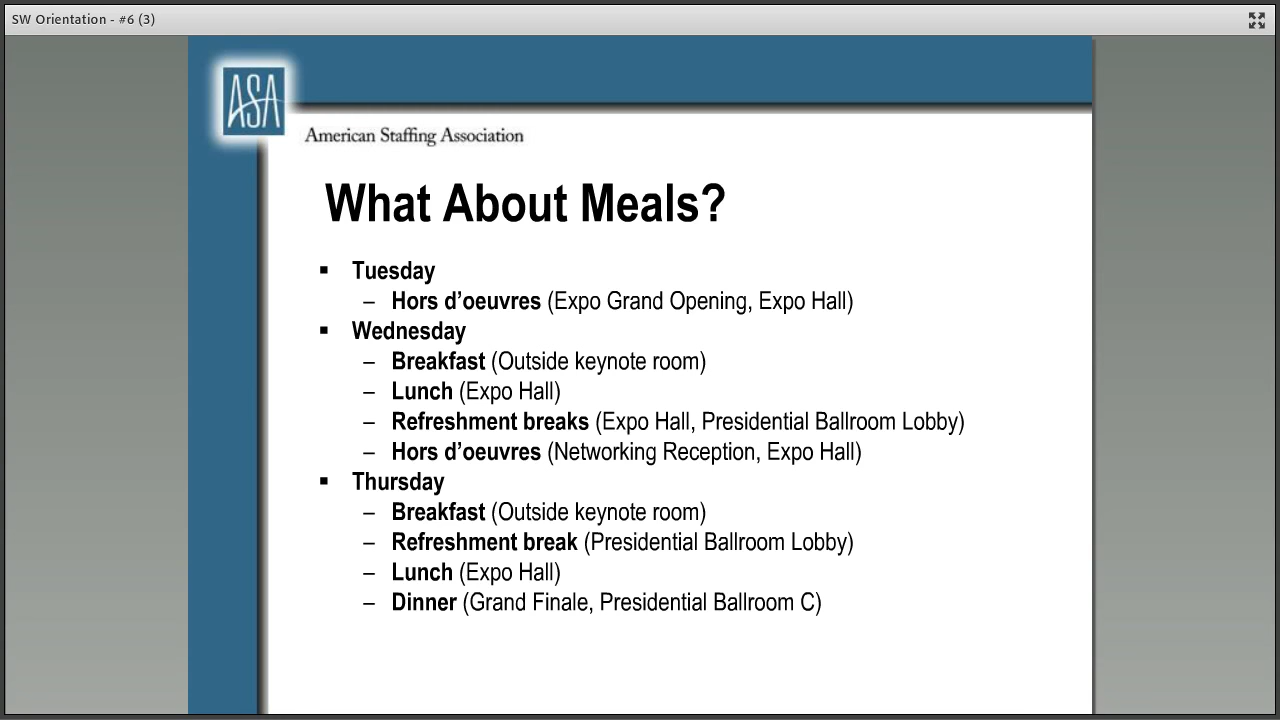 SW Orientation - #6 (3)
ASA
American Staffing Association
What About Meals?
▪ Tuesday
– Hors d’oeuvres (Expo Grand Opening, Expo Hall)
▪ Wednesday
– Breakfast (Outside keynote room)
– Lunch (Expo Hall)
– Refreshment breaks (Expo Hall, Presidential Ballroom Lobby)
– Hors d’oeuvres (Networking Reception, Expo Hall)
▪ Thursday
– Breakfast (Outside keynote room)
– Refreshment break (Presidential Ballroom Lobby)
– Lunch (Expo Hall)
– Dinner (Grand Finale, Presidential Ballroom C)